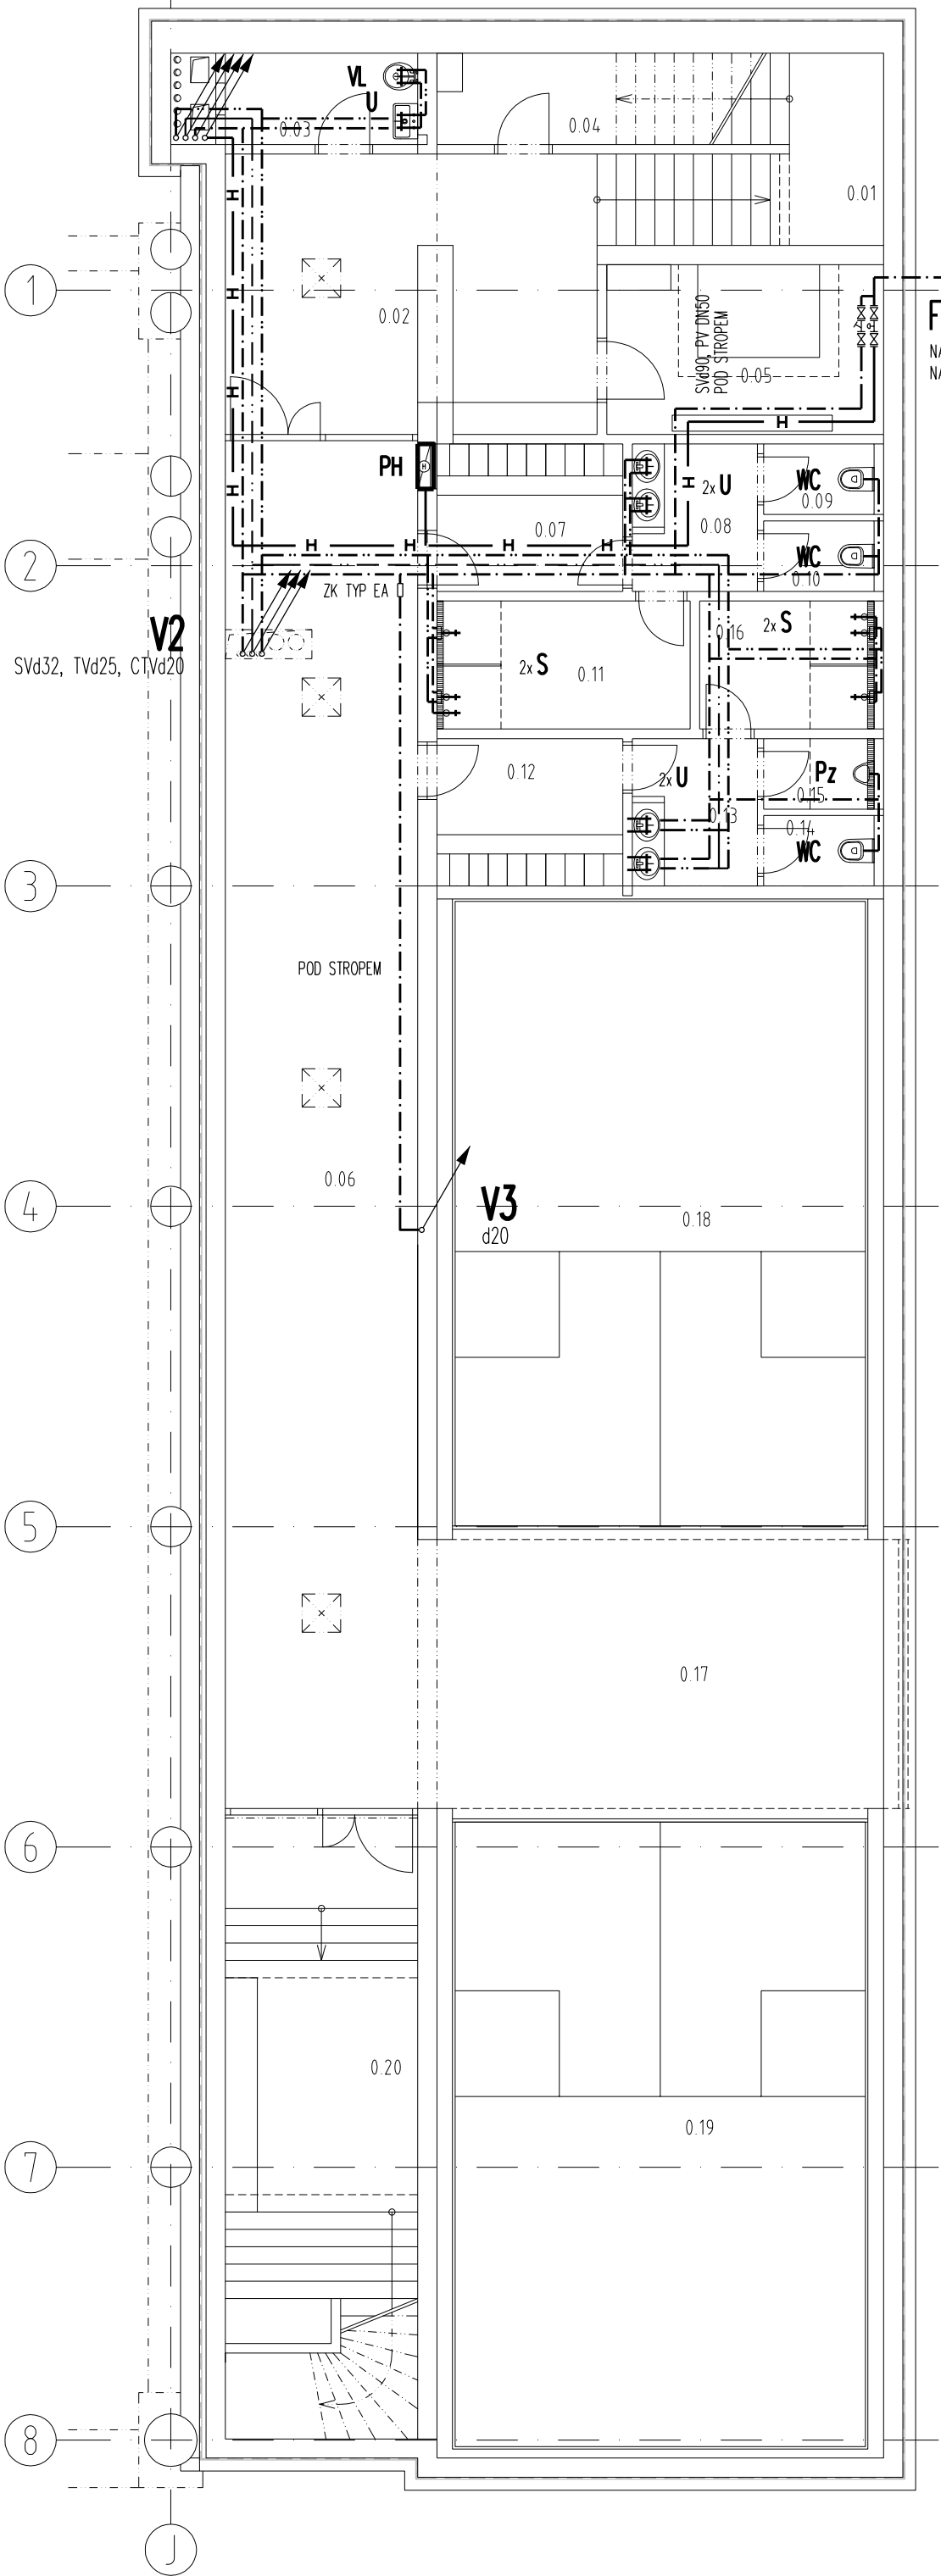 VL
U
0.03
0.04
0.01
H
1
H
0.02
SVd90, PV DN50
POD STROPEM
0.05
F
NA
NA
H
H
PH
H
H
2x U
WC
0.09
0.07
0.08
H
H
H
H
2
WC
0.10
ZK TYP EA
V2
SVd32, TVd25, CTVd20
2x S
0.11
0.16
2x S
0.12
2x U
Pz
0.15
0.13
0.14
WC
3
POD STROPEM
0.06
4
V3
d20
0.18
5
0.17
6
0.20
0.19
7
8
J